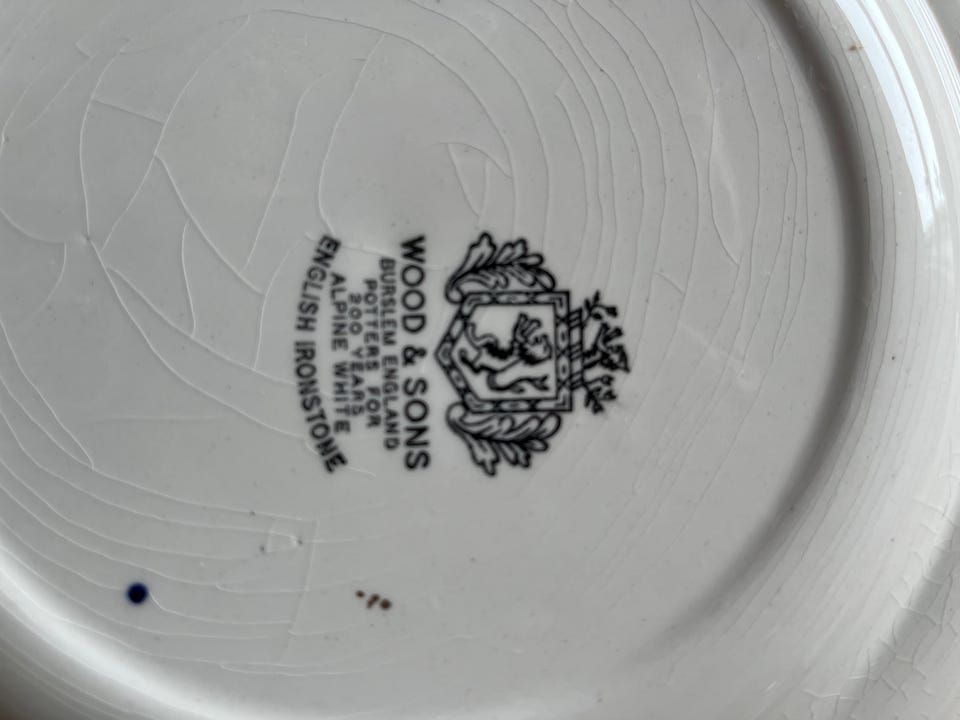 WOOD & SONS
BURSLEM ENGLAND
POTTERS FOR
200 YEARS
ALPINE WHITE
ENGLISH IRONSTONE